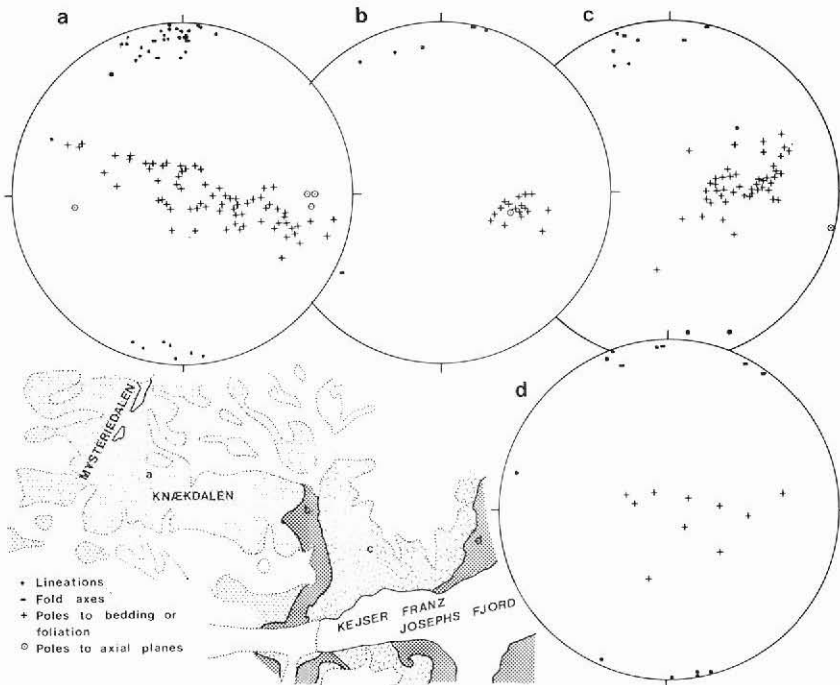 a
b
c
d
MYSTERIEDALEN
a
KNÆKDALEN
b
c
d
KEJSER FRANZ
JOSEPHS FJORD
Lineations
Fold axes
Poles to bedding or
foliation
Poles to axial planes